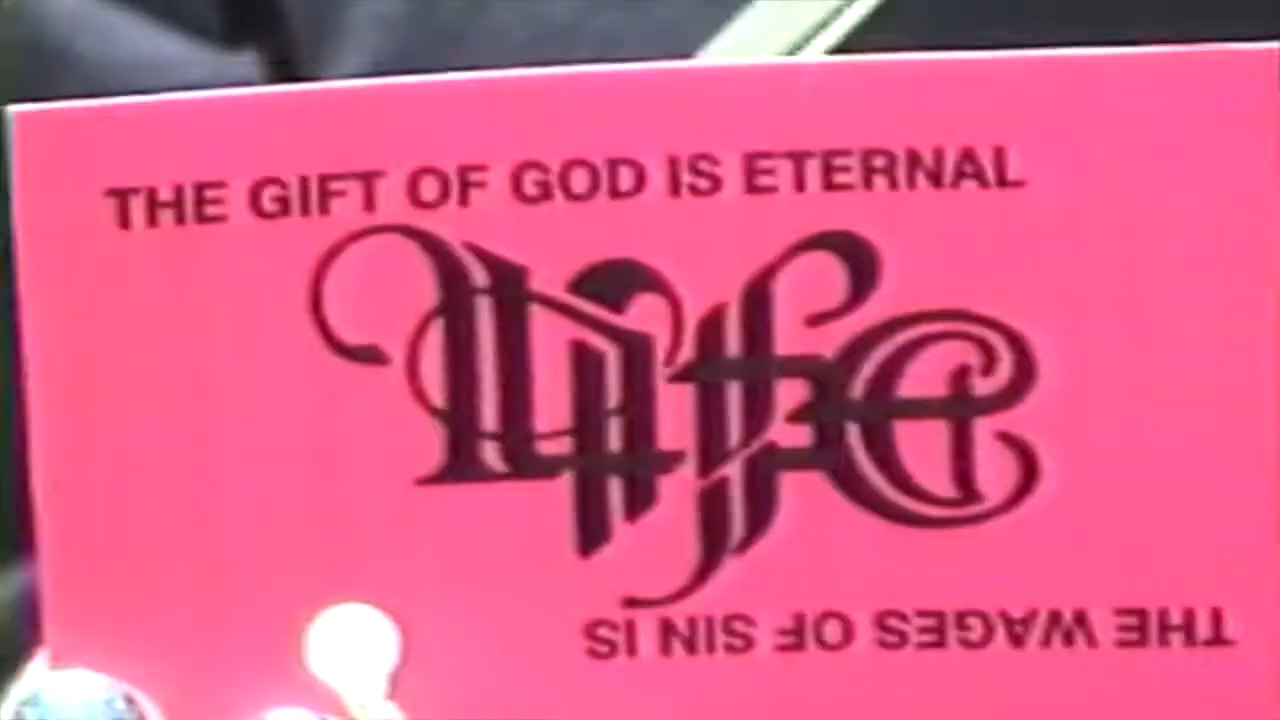 THE GIFT OF GOD IS ETERNAL
Life
THE WAGES OF SIN IS